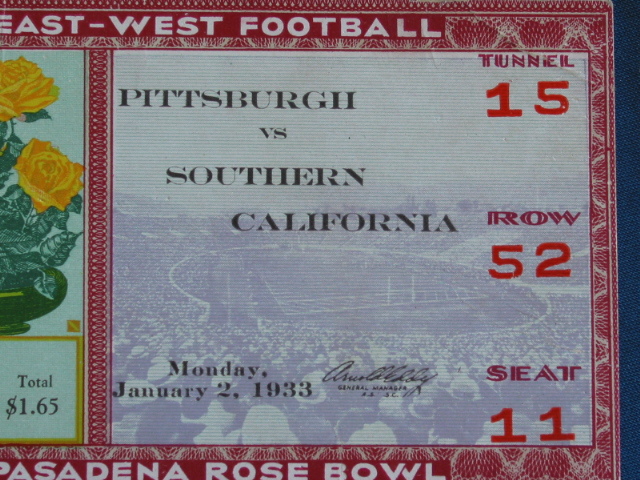 EAST-WEST FOOTBALL
TUNNEL
15
PITTSBURGH
VS
SOUTHERN
CALIFORNIA
ROW
52
Total
$1.65
Monday,
January 2, 1933
GENERAL MANAGER
SEAT
11
PASADENA ROSE BOWL